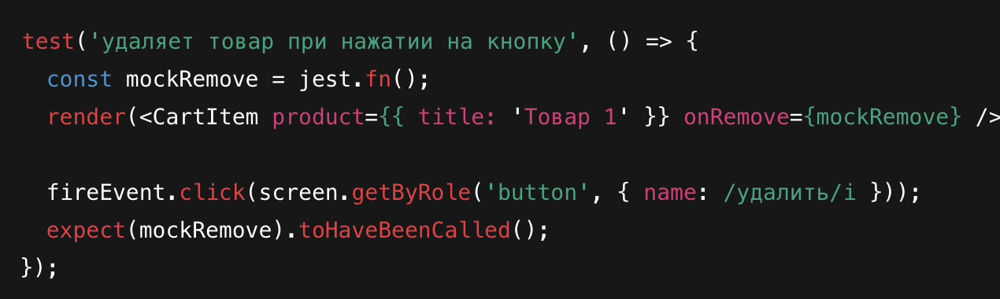 test('удаляет товар при нажатии на кнопку', () => {
  const mockRemove = jest.fn();
  render(<CartItem product={{ title: 'Товар 1' }} onRemove={mockRemove} />
  fireEvent.click(screen.getByRole('button', { name: /удалить/i }));
  expect(mockRemove).toHaveBeenCalled();
});